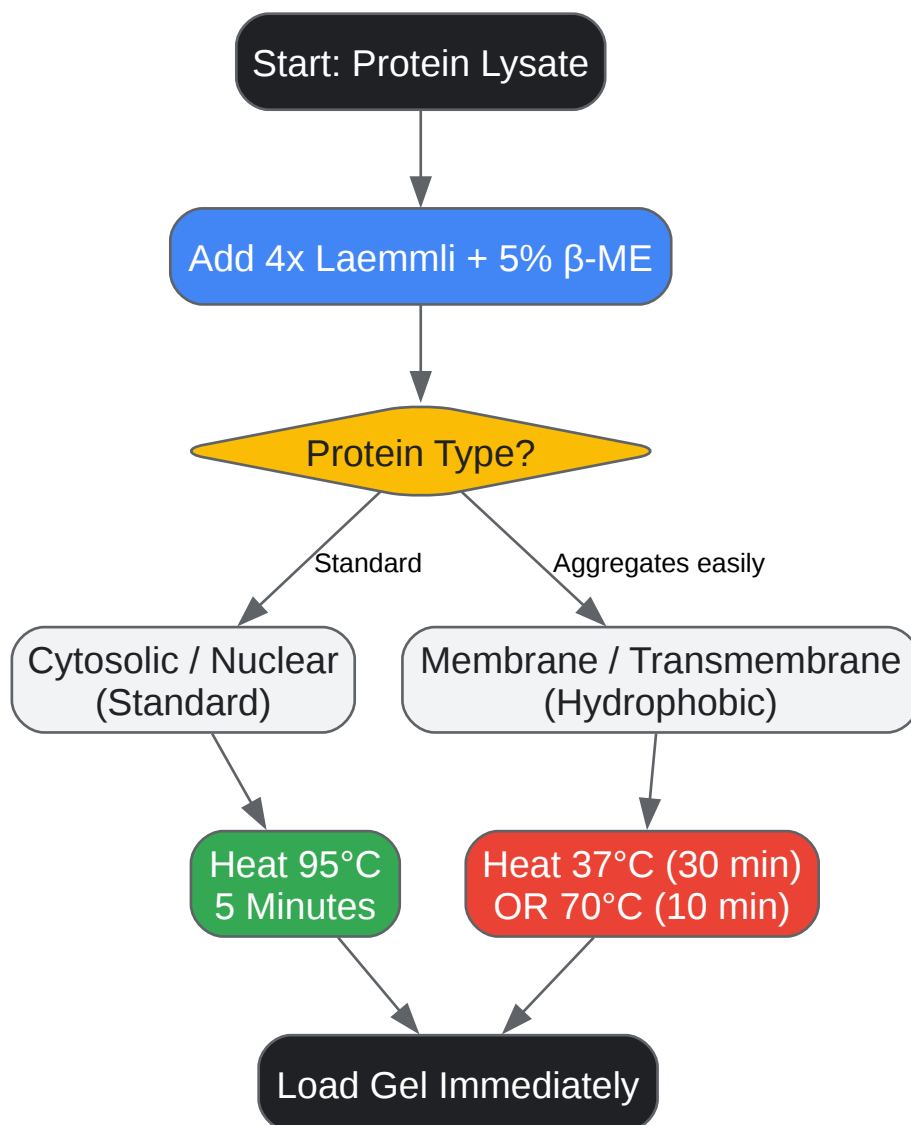 Start: Protein Lysate
Add 4x Laemmli + 5% β-ME
Protein Type?
Standard
Aggregates easily
Cytosolic / Nuclear
(Standard)
Membrane / Transmembrane
(Hydrophobic)
Heat 95°C
5 Minutes
Heat 37°C (30 min)
OR 70°C (10 min)
Load Gel Immediately